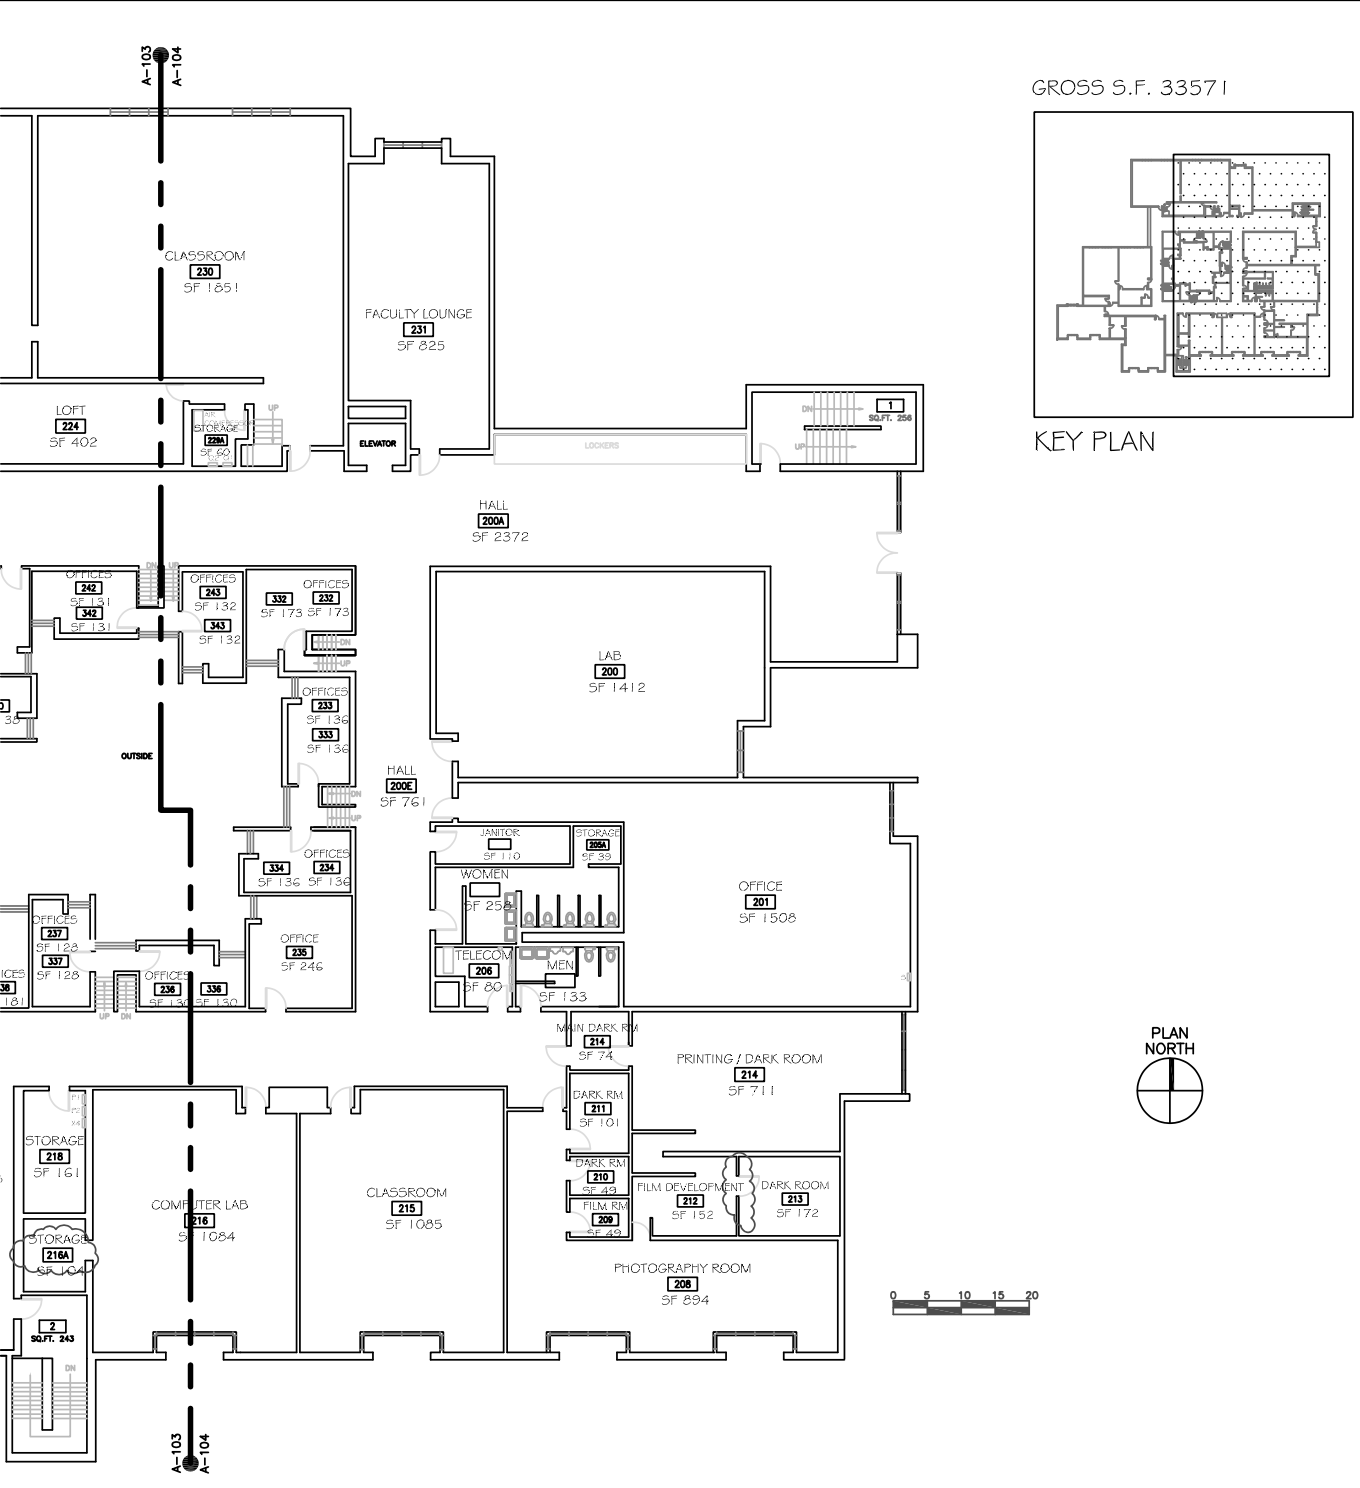 A-103
A-104
GROSS S.F. 33571
KEY PLAN
CLASSROOM
230
SF 1851
FACULTY LOUNGE
231
SF 825
LOFT
224
SF 402
AIR
STORAGE
229A
SF 60
UP
ELEVATOR
LOCKERS
DN
UP
1
SQ.FT. 256
HALL
200A
SF 2372
OFFICES
242
SF 131
342
SF 131
DN
UP
OFFICES
243
SF 132
343
SF 132
OFFICES
332
232
SF 173
SF 173
DN
UP
LAB
200
SF 1412
OFFICES
233
SF 136
333
SF 136
38
OUTSIDE
HALL
200E
SF 761
DN
UP
OFFICES
334
234
SF 136
SF 136
JANITOR
SF 110
STORAGE
205A
SF 39
WOMEN
SF 258
OFFICE
201
SF 1508
OFFICES
237
SF 128
337
SF 128
OFFICE
235
SF 246
TELECOM
206
SF 80
MEN
SF 133
ICES
38
181
OFFICES
236
336
SF 130
SF 130
UP
DN
MAIN DARK RM
214
SF 74
PRINTING / DARK ROOM
214
SF 711
PLAN
NORTH
DARK RM
211
SF 101
STORAGE
218
SF 161
COMPUTER LAB
216
SF 1084
CLASSROOM
215
SF 1085
DARK RM
210
SF 49
FILM DEVELOPMENT
212
SF 152
DARK ROOM
213
SF 172
FILM RM
209
SF 49
STORAGE
216A
SF 104
PHOTOGRAPHY ROOM
208
SF 894
0 5 10 15 20
2
SQ.FT. 243
DN
A-103
A-104